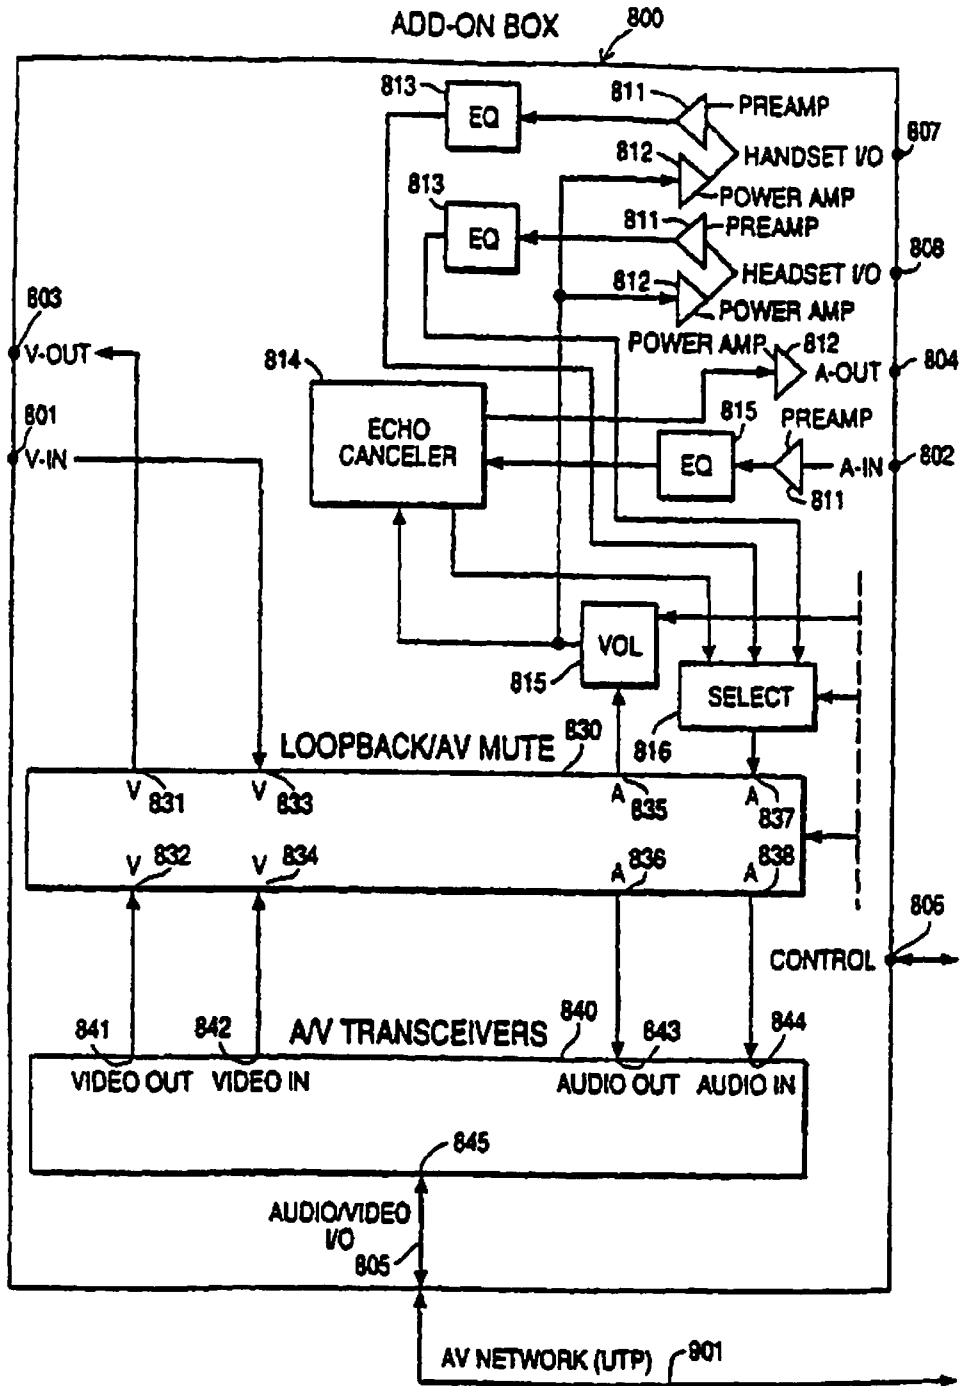 ADD-ON BOX
800
813
EQ
811
PREAMP
807
HANDSET I/O
812
POWER AMP
813
EQ
811
PREAMP
808
HEADSET I/O
812
POWER AMP
803
V-OUT
814
POWER AMP
812
A-OUT
804
801
V-IN
ECHO
CANCELER
815
EQ
PREAMP
A-IN
802
811
VOL
815
SELECT
816
LOOPBACK/AV MUTE
830
V
831
V
833
A
835
A
837
V
832
V
834
A
836
A
838
806
CONTROL
A/V TRANSCEIVERS
840
841
842
843
844
VIDEO OUT
VIDEO IN
AUDIO OUT
AUDIO IN
845
AUDIO/VIDEO
I/O
805
AV NETWORK (UTP)
901